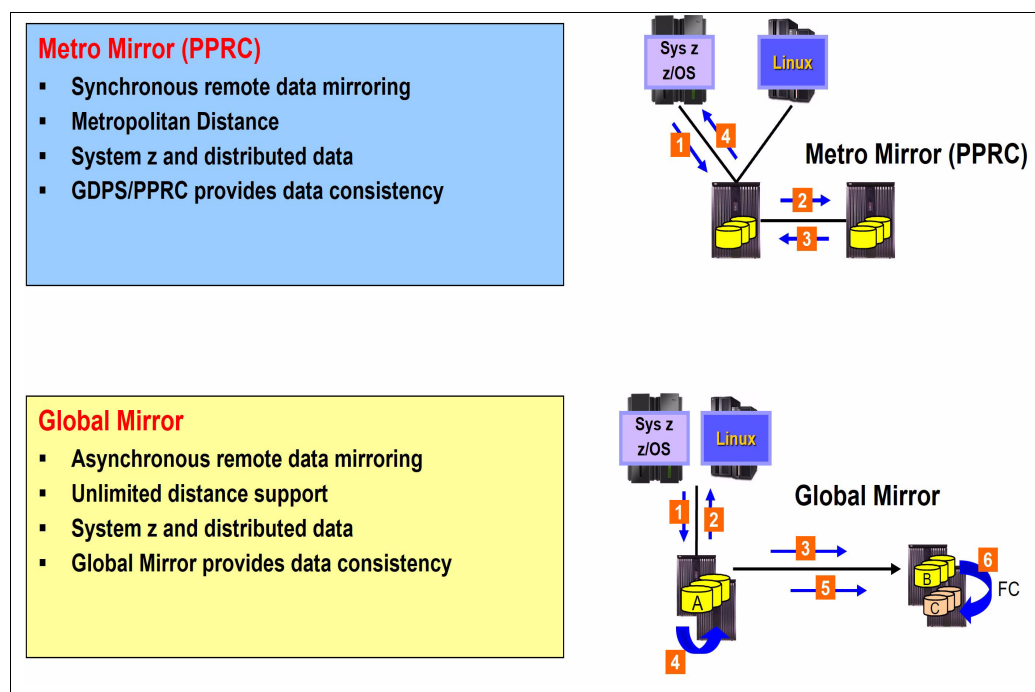 Metro Mirror (PPRC)
▪ Synchronous remote data mirroring
▪ Metropolitan Distance
▪ System z and distributed data
▪ GDPS/PPRC provides data consistency
Sys z
z/OS
Linux
1
4
Metro Mirror (PPRC)
2
3
Global Mirror
▪ Asynchronous remote data mirroring
▪ Unlimited distance support
▪ System z and distributed data
▪ Global Mirror provides data consistency
Sys z
z/OS
Linux
Global Mirror
1
2
3
6
B
FC
5
A
C
4